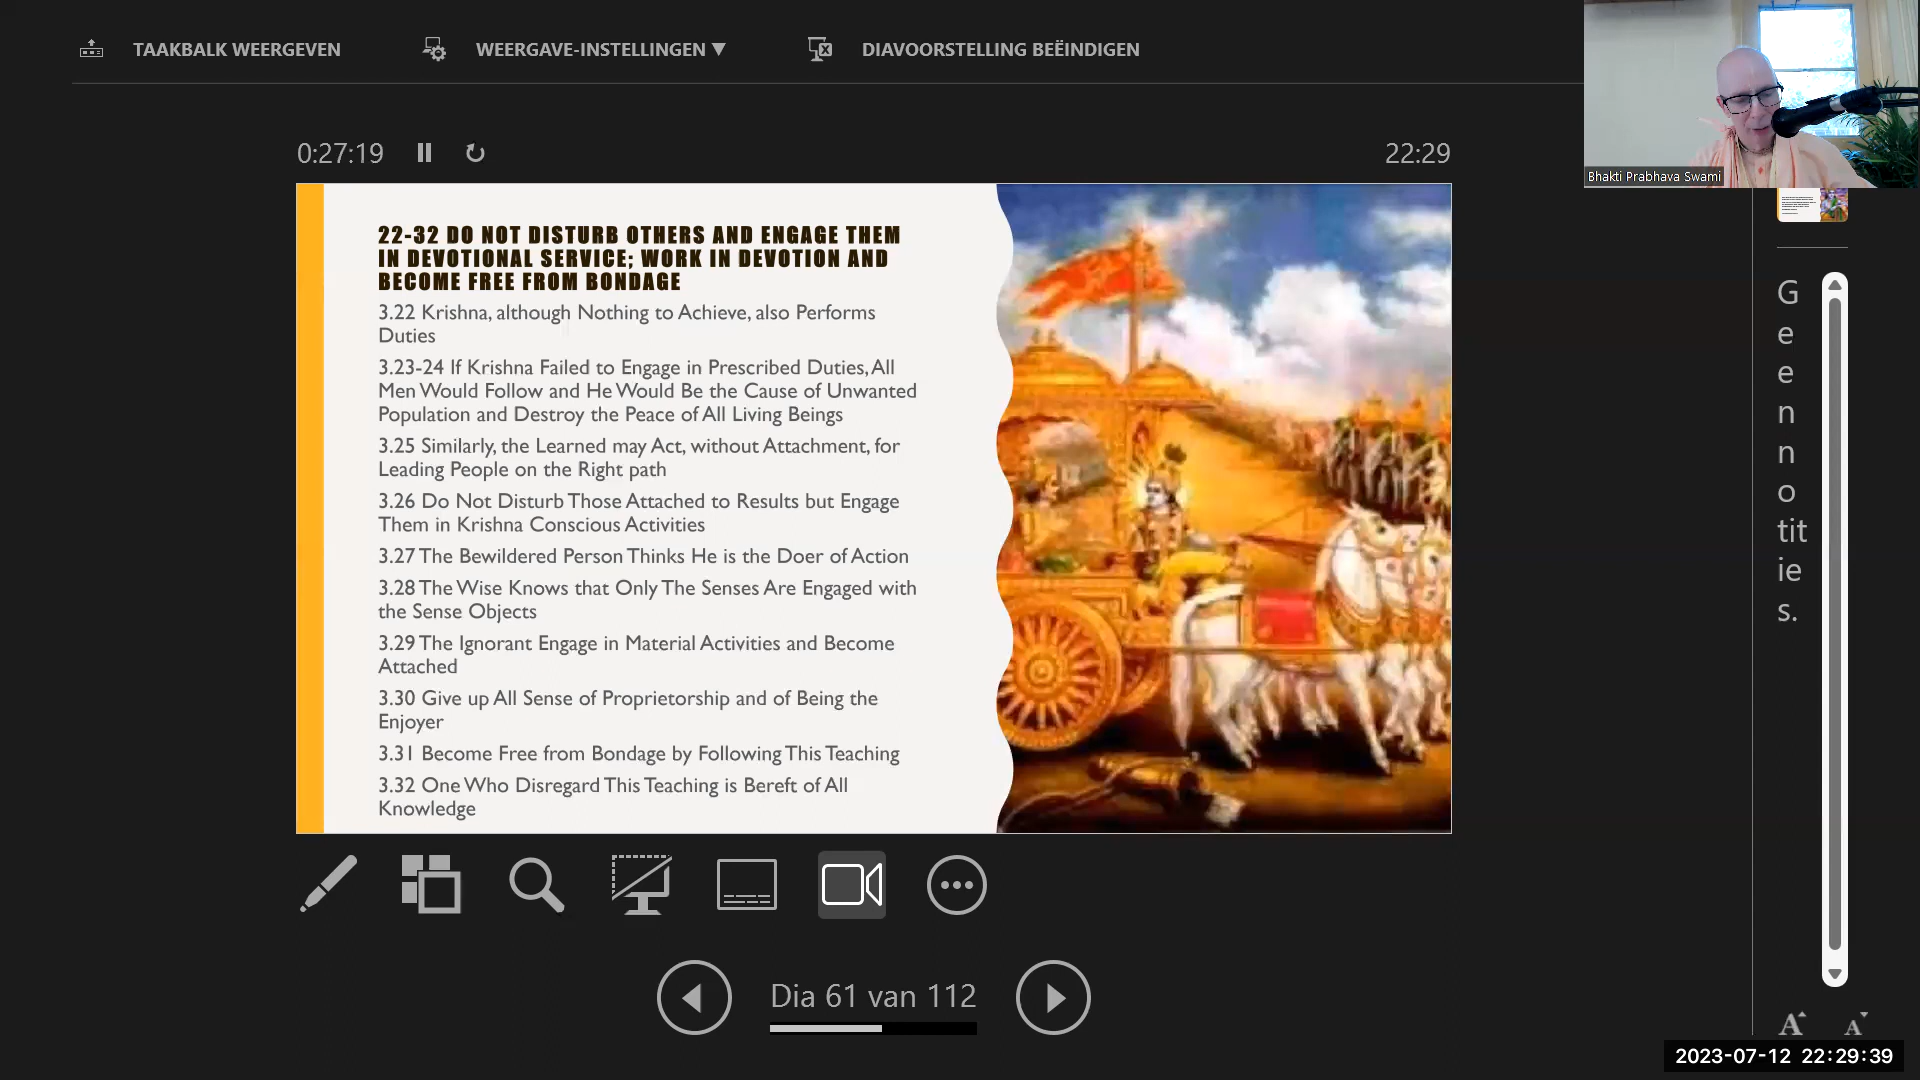 TAAKBALK WEERGEVEN
WEERGAVE-INSTELLINGEN ▼
DIAVOORSTELLING BEËINDIGEN
Bhakti Prabhava Swami
0:27:19
22:29
22-32 DO NOT DISTURB OTHERS AND ENGAGE THEM
IN DEVOTIONAL SERVICE; WORK IN DEVOTION AND
BECOME FREE FROM BONDAGE
3.22 Krishna, although Nothing to Achieve, also Performs
Duties
3.23-24 If Krishna Failed to Engage in Prescribed Duties, All
Men Would Follow and He Would Be the Cause of Unwanted
Population and Destroy the Peace of All Living Beings
3.25 Similarly, the Learned may Act, without Attachment, for
Leading People on the Right path
3.26 Do Not Disturb Those Attached to Results but Engage
Them in Krishna Conscious Activities
3.27 The Bewildered Person Thinks He is the Doer of Action
3.28 The Wise Knows that Only The Senses Are Engaged with
the Sense Objects
3.29 The Ignorant Engage in Material Activities and Become
Attached
3.30 Give up All Sense of Proprietorship and of Being the
Enjoyer
3.31 Become Free from Bondage by Following This Teaching
3.32 One Who Disregard This Teaching is Bereft of All
Knowledge
G
e
e
n
n
o
tit
ie
s.
Dia 61 van 112
A A
2023-07-12 22:29:39